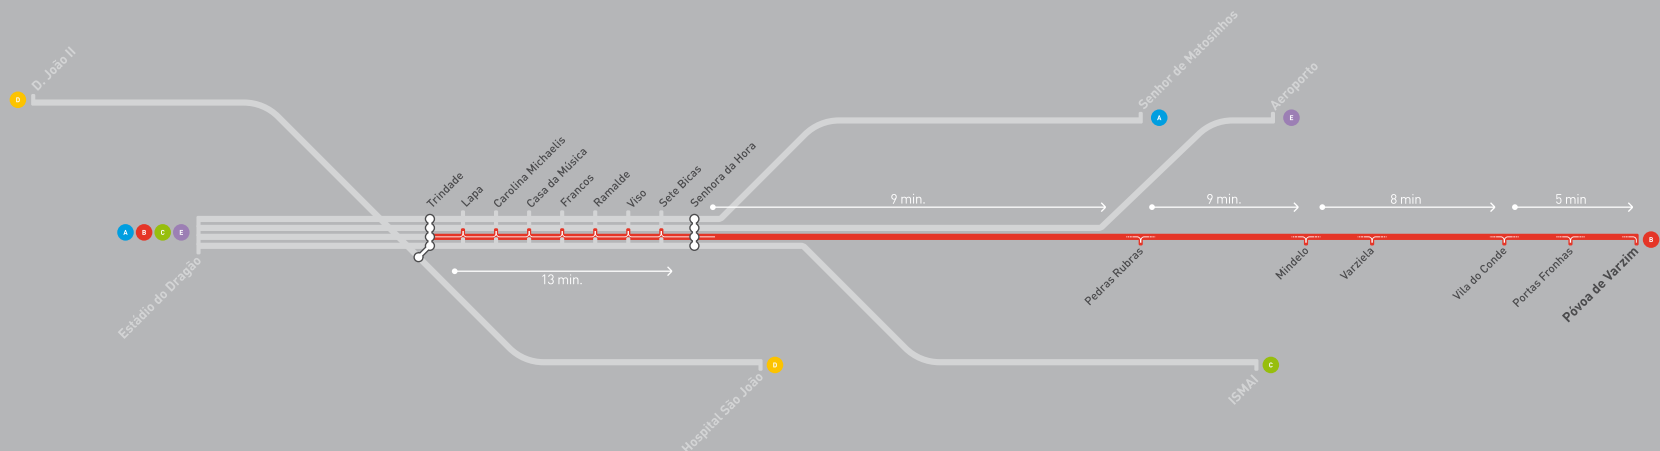 D
D. João II
A
B
C
E
Estádio do Dragão
Trindade
Lapa
Carolina Michaelis
Casa da Música
Francos
Ramalde
Viso
Sete Bicas
Senhora da Hora
13 min.
9 min.
9 min.
8 min
5 min
Senhor de Matosinhos
A
Aeroporto
E
Pedras Rubras
Mindelo
Varziela
Vila do Conde
Portas Fronhas
Póvoa de Varzim
B
Hospital São João
D
ISMAI
C